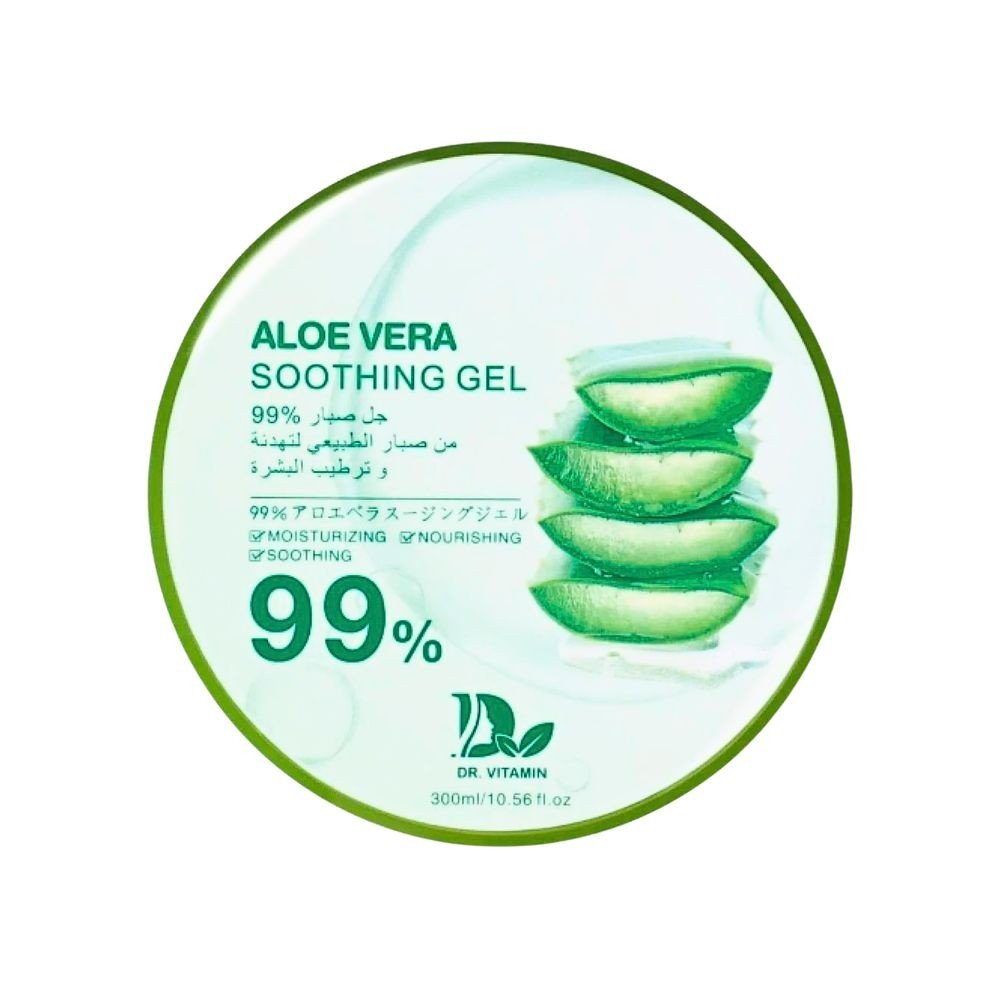 ALOE VERA
SOOTHING GEL
جل صبار 99%
من صبار الطبيعي لتهدئة
و ترطيب البشرة
99%アロエベラスージングジェル
MOISTURIZING NOURISHING
SOOTHING
99%
DR. VITAMIN
300ml/10.56 fl.oz